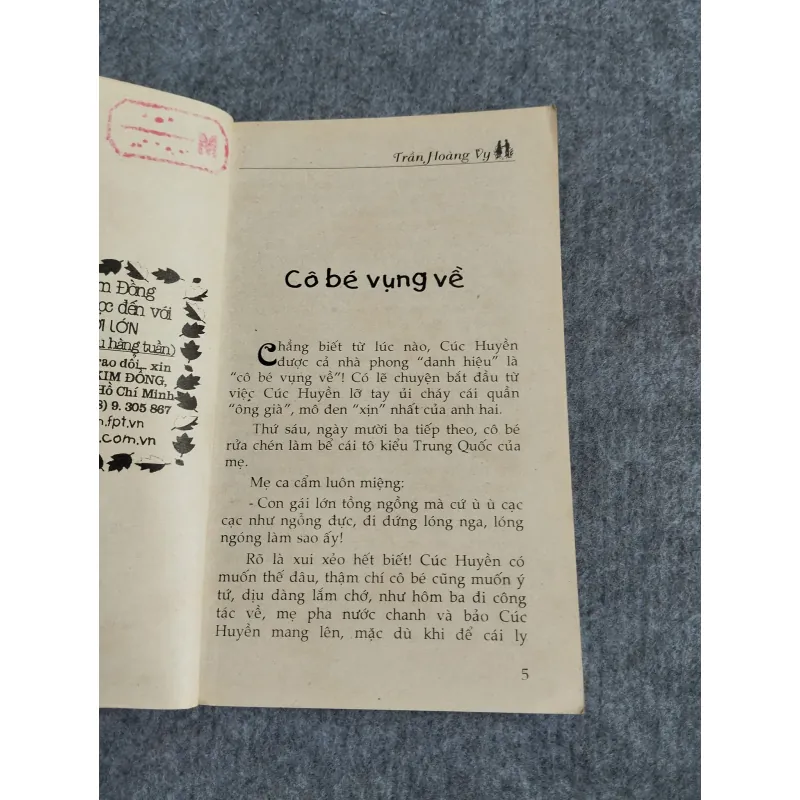 M
m Đồng
ọc đến với
ỜI LỚN
u hàng tuần)
rao đổi, xin
KIM ĐỒNG,
Hồ Chí Minh
8) 9. 305 867
n.fpt.vn
.com.vn
Trần Hoàng Vy
Cô bé vụng về
Chẳng biết từ lúc nào, Cúc Huyền
được cả nhà phong “danh hiệu” là
“cô bé vụng về”! Có lẽ chuyện bắt đầu từ
việc Cúc Huyền lỡ tay ủi cháy cái quần
“ông già”, mô đen “xịn” nhất của anh hai.
Thứ sáu, ngày mười ba tiếp theo, cô bé
rửa chén làm bể cái tô kiểu Trung Quốc của
mẹ.
Mẹ ca cẩm luôn miệng:
- Con gái lớn tồng ngồng mà cứ ù ù cạc
cạc như ngỗng đực, đi đứng lóng nga, lóng
ngóng làm sao ấy!
Rõ là xui xẻo hết biết! Cúc Huyền có
muốn thế đâu, thậm chí cô bé cũng muốn ý
tứ, dịu dàng lắm chớ, như hôm ba đi công
tác về, mẹ pha nước chanh và bảo Cúc
Huyền mang lên, mặc dù khi để cái ly
5